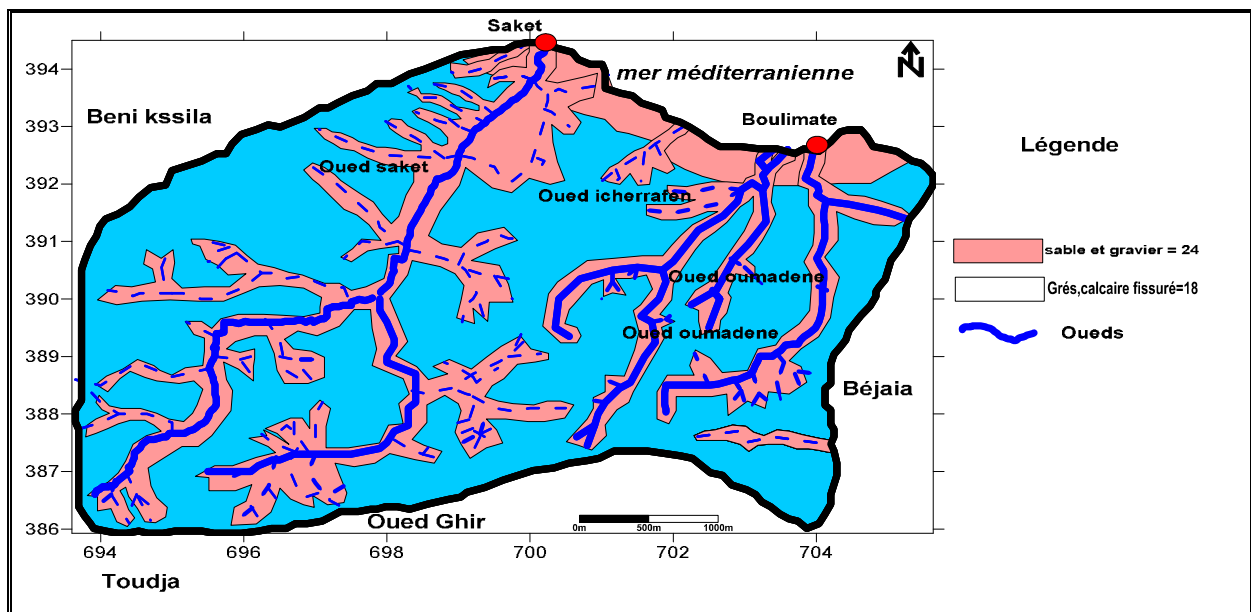 Saket
394
mer méditerranienne
N
Beni kssila
393
Boulimate
Légende
Oued saket
392
Oued icherrafen
391
sable et gravier = 24
Oued oumadene
390
Grés,calcaire fissuré=18
Oued oumadene
Oueds
389
Béjaia
388
387
Oued Ghir
386
0m 500m 1000m
694 696 698 700 702 704
Toudja